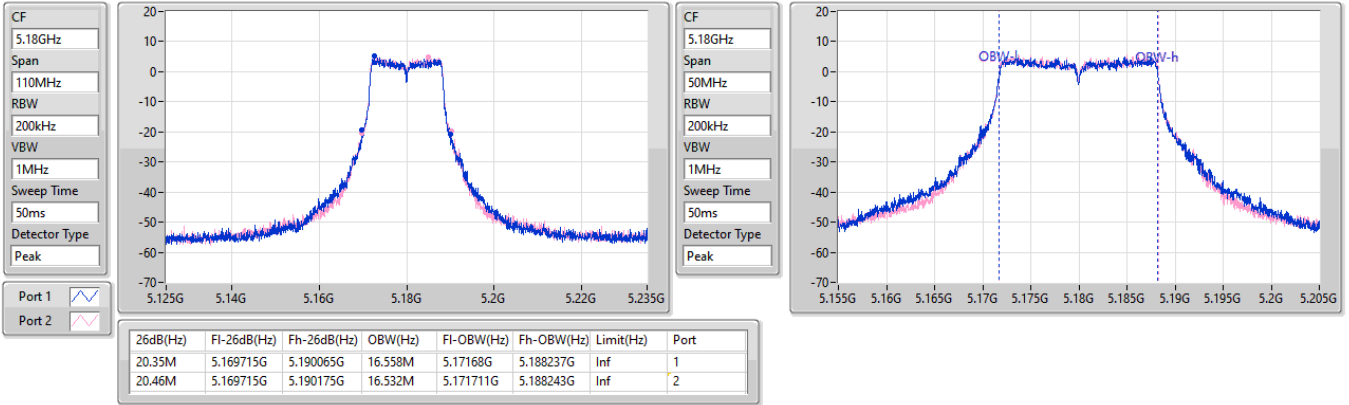 CF
5.18GHz
Span
110MHz
RBW
200kHz
VBW
1MHz
Sweep Time
50ms
Detector Type
Peak
Port 1
Port 2
20
10
0
-10
-20
-30
-40
-50
-60
-70
5.125G 5.14G 5.16G 5.18G 5.2G 5.22G 5.235G
CF
5.18GHz
Span
50MHz
RBW
200kHz
VBW
1MHz
Sweep Time
50ms
Detector Type
Peak
20
10
0
-10
-20
-30
-40
-50
-60
-70
OBW-l OBW-h
5.155G 5.16G 5.165G 5.17G 5.175G 5.18G 5.185G 5.19G 5.195G 5.2G 5.205G
26dB(Hz) Fl-26dB(Hz) Fh-26dB(Hz) OBW(Hz) Fl-OBW(Hz) Fh-OBW(Hz) Limit(Hz) Port
20.35M 5.169715G 5.190065G 16.558M 5.17168G 5.188237G Inf 1
20.46M 5.169715G 5.190175G 16.532M 5.171711G 5.188243G Inf 2